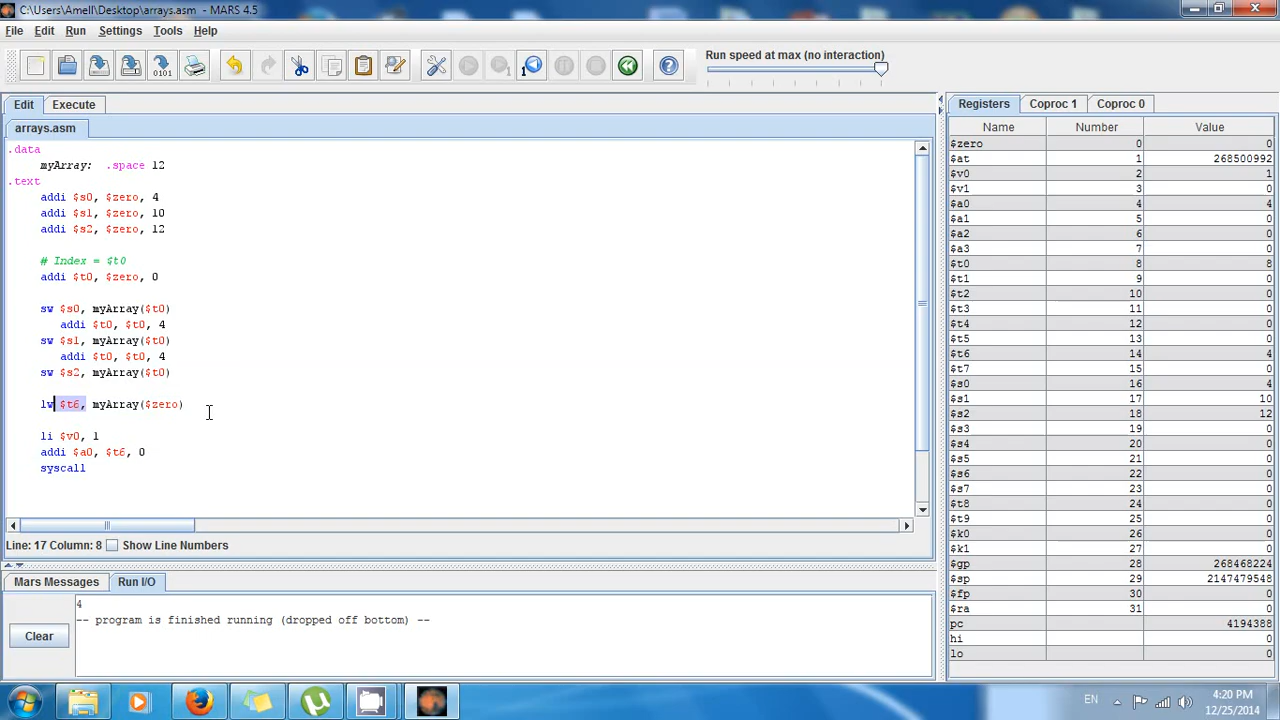 C:\Users\Amell\Desktop\arrays.asm - MARS 4.5
File Edit Run Settings Tools Help
Run speed at max (no interaction)
Edit Execute
arrays.asm
.data
myArray: .space 12
.text
addi $s0, $zero, 4
addi $s1, $zero, 10
addi $s2, $zero, 12
# Index = $t0
addi $t0, $zero, 0
sw $s0, myArray($t0)
addi $t0, $t0, 4
sw $s1, myArray($t0)
addi $t0, $t0, 4
sw $s2, myArray($t0)
lw $t6, myArray($zero)
li $v0, 1
addi $a0, $t6, 0
syscall
Line: 17 Column: 8 Show Line Numbers
Mars Messages Run I/O
Clear
4
-- program is finished running (dropped off bottom) --
Registers Coproc 1 Coproc 0
Name Number Value
$zero 0 0
$at 1 268500992
$v0 2 1
$v1 3 0
$a0 4 4
$a1 5 0
$a2 6 0
$a3 7 0
$t0 8 8
$t1 9 0
$t2 10 0
$t3 11 0
$t4 12 0
$t5 13 0
$t6 14 4
$t7 15 0
$s0 16 4
$s1 17 10
$s2 18 12
$s3 19 0
$s4 20 0
$s5 21 0
$s6 22 0
$s7 23 0
$t8 24 0
$t9 25 0
$k0 26 0
$k1 27 0
$gp 28 268468224
$sp 29 2147479548
$fp 30 0
$ra 31 0
pc 4194388
hi 0
lo 0
EN
4:20 PM
12/25/2014